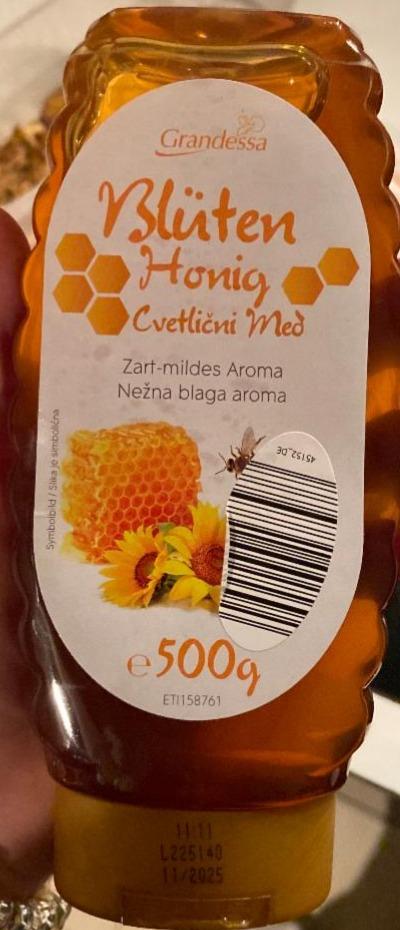 Grandessa
Blüten
Honig
Cvetlični Med
Zart-mildes Aroma
Nežna blaga aroma
Symbolbild / Slika je simbolična
45152_DE
e 500g
ETI158761
11:11
L225140
11/2025